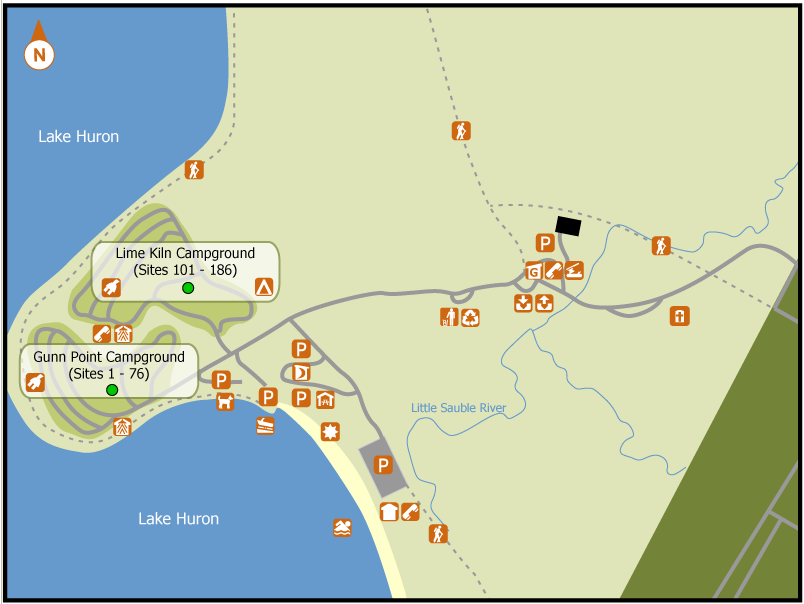 N
Lake Huron
Lime Kiln Campground
(Sites 101 - 186)
P
G
P
Gunn Point Campground
(Sites 1 - 76)
P
P
P
Little Sauble River
P
Lake Huron